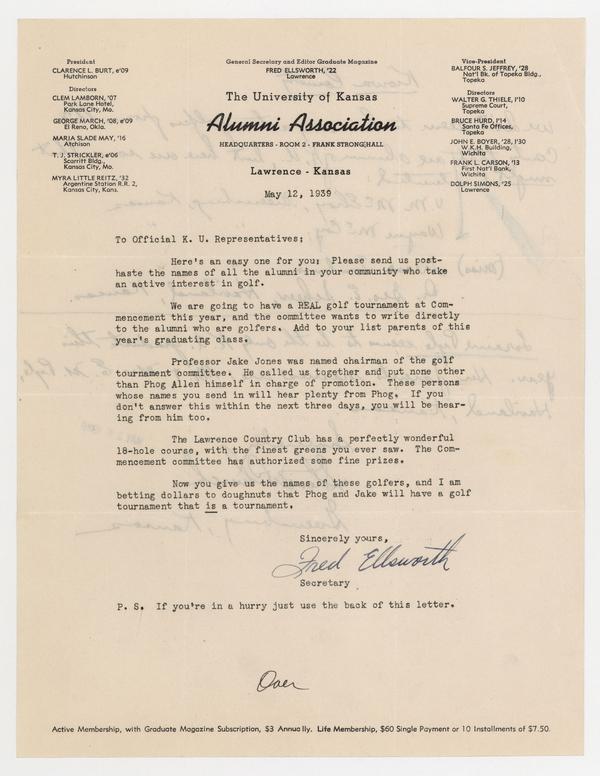 President
CLARENCE L. BURT, e'09
Hutchinson
Directors
CLEM LAMBORN, '07
Park Lane Hotel,
Kansas City, Mo.
GEORGE MARCH, '08, e'09
El Reno, Okla.
MARJA SLADE MAY, '16
Atchison
T. J. STRICKLER, e'06
Scarritt Bldg.,
Kansas City, Mo.
MYRA LITTLE REITZ, '32
Argentine Station R.R. 2,
Kansas City, Kans.
General Secretary and Editor Graduate Magazine
FRED ELLSWORTH, '22
Lawrence
The University of Kansas
Alumni Association
HEADQUARTERS - ROOM 2 - FRANK STRONG HALL
Lawrence - Kansas
Vice-President
BALFOUR S. JEFFREY, '28
Nat'l Bk. of Topeka Bldg.,
Topeka
Directors
WALTER G. THIELE, l'10
Supreme Court,
Topeka
BRUCE HURD, l'14
Santa Fe Offices,
Topeka
JOHN E. BOYER, '28, l'30
W.K.H. Building,
Wichita
FRANK L. CARSON, '13
First Nat'l Bank,
Wichita
DOLPH SIMONS, '25
Lawrence
May 12, 1939
To Official K. U. Representatives:
Here's an easy one for you: Please send us post-
haste the names of all the alumni in your community who take
an active interest in golf.
We are going to have a REAL golf tournament at Com-
mencement this year, and the committee wants to write directly
to the alumni who are golfers. Add to your list parents of this
year's graduating class.
Professor Jake Jones was named chairman of the golf
tournament committee. He called us together and put none other
than Phog Allen himself in charge of promotion. These persons
whose names you send in will hear plenty from Phog. If you
don't answer this within the next three days, you will be hear-
ing from him too.
The Lawrence Country Club has a perfectly wonderful
18-hole course, with the finest greens you ever saw. The Com-
mencement committee has authorized some fine prizes.
Now you give us the names of these golfers, and I am
betting dollars to doughnuts that Phog and Jake will have a golf
tournament that is a tournament.
Sincerely yours,
Fred Ellsworth
Secretary
P. S. If you're in a hurry just use the back of this letter.
Over
Active Membership, with Graduate Magazine Subscription, $3 Annually. Life Membership, $60 Single Payment or 10 Installments of $7.50.